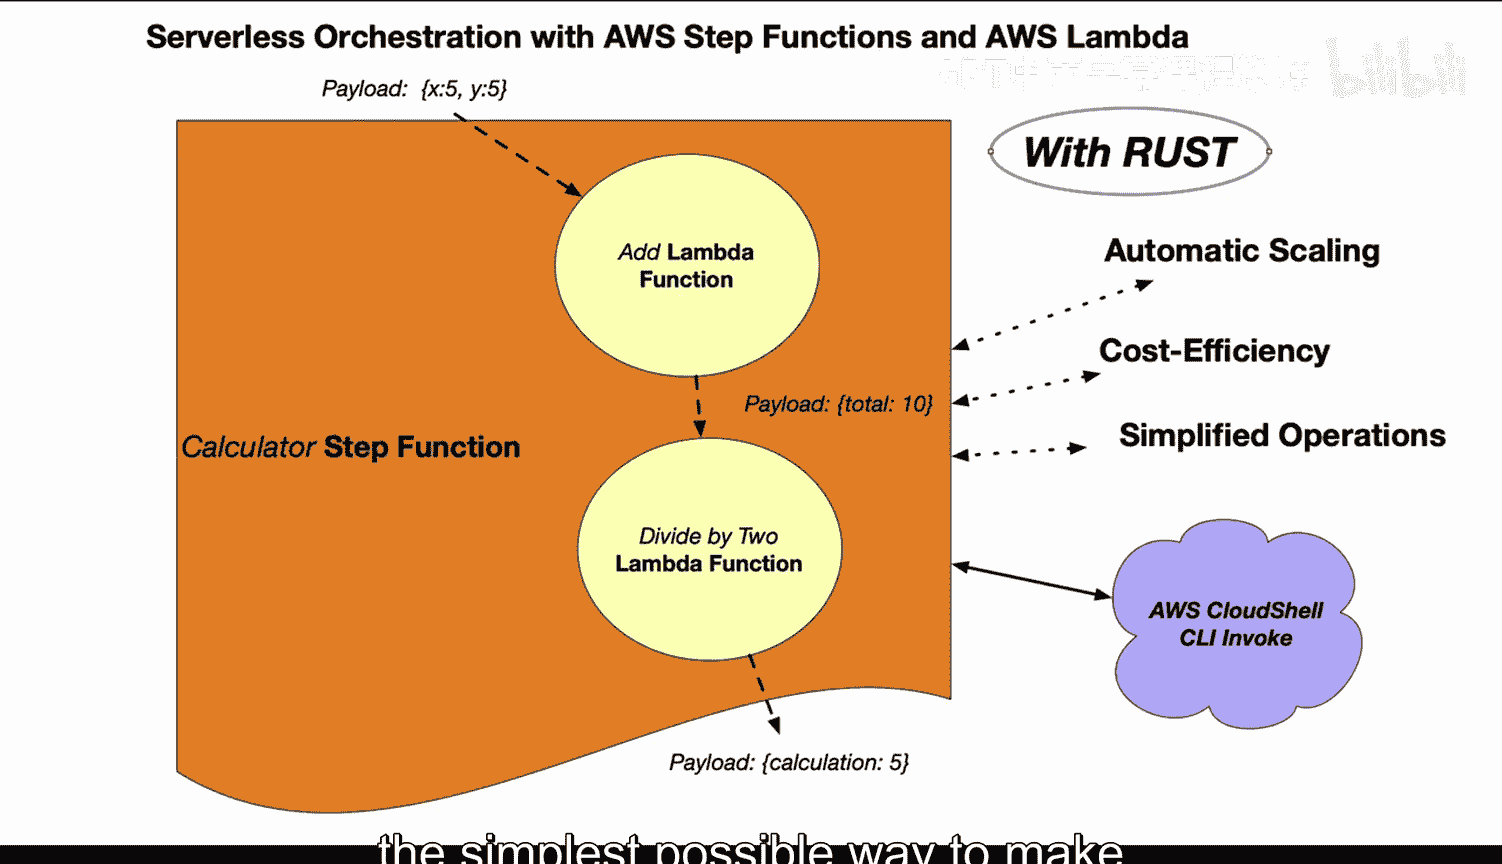 Serverless Orchestration with AWS Step Functions and AWS Lambda
Payload: {x:5, y:5}
bilibili
With RUST
Add Lambda
Function
Automatic Scaling
Cost-Efficiency
Payload: {total: 10}
Simplified Operations
Calculator Step Function
Divide by Two
Lambda Function
AWS CloudShell
CLI Invoke
Payload: {calculation: 5}
the simplest possible way to make